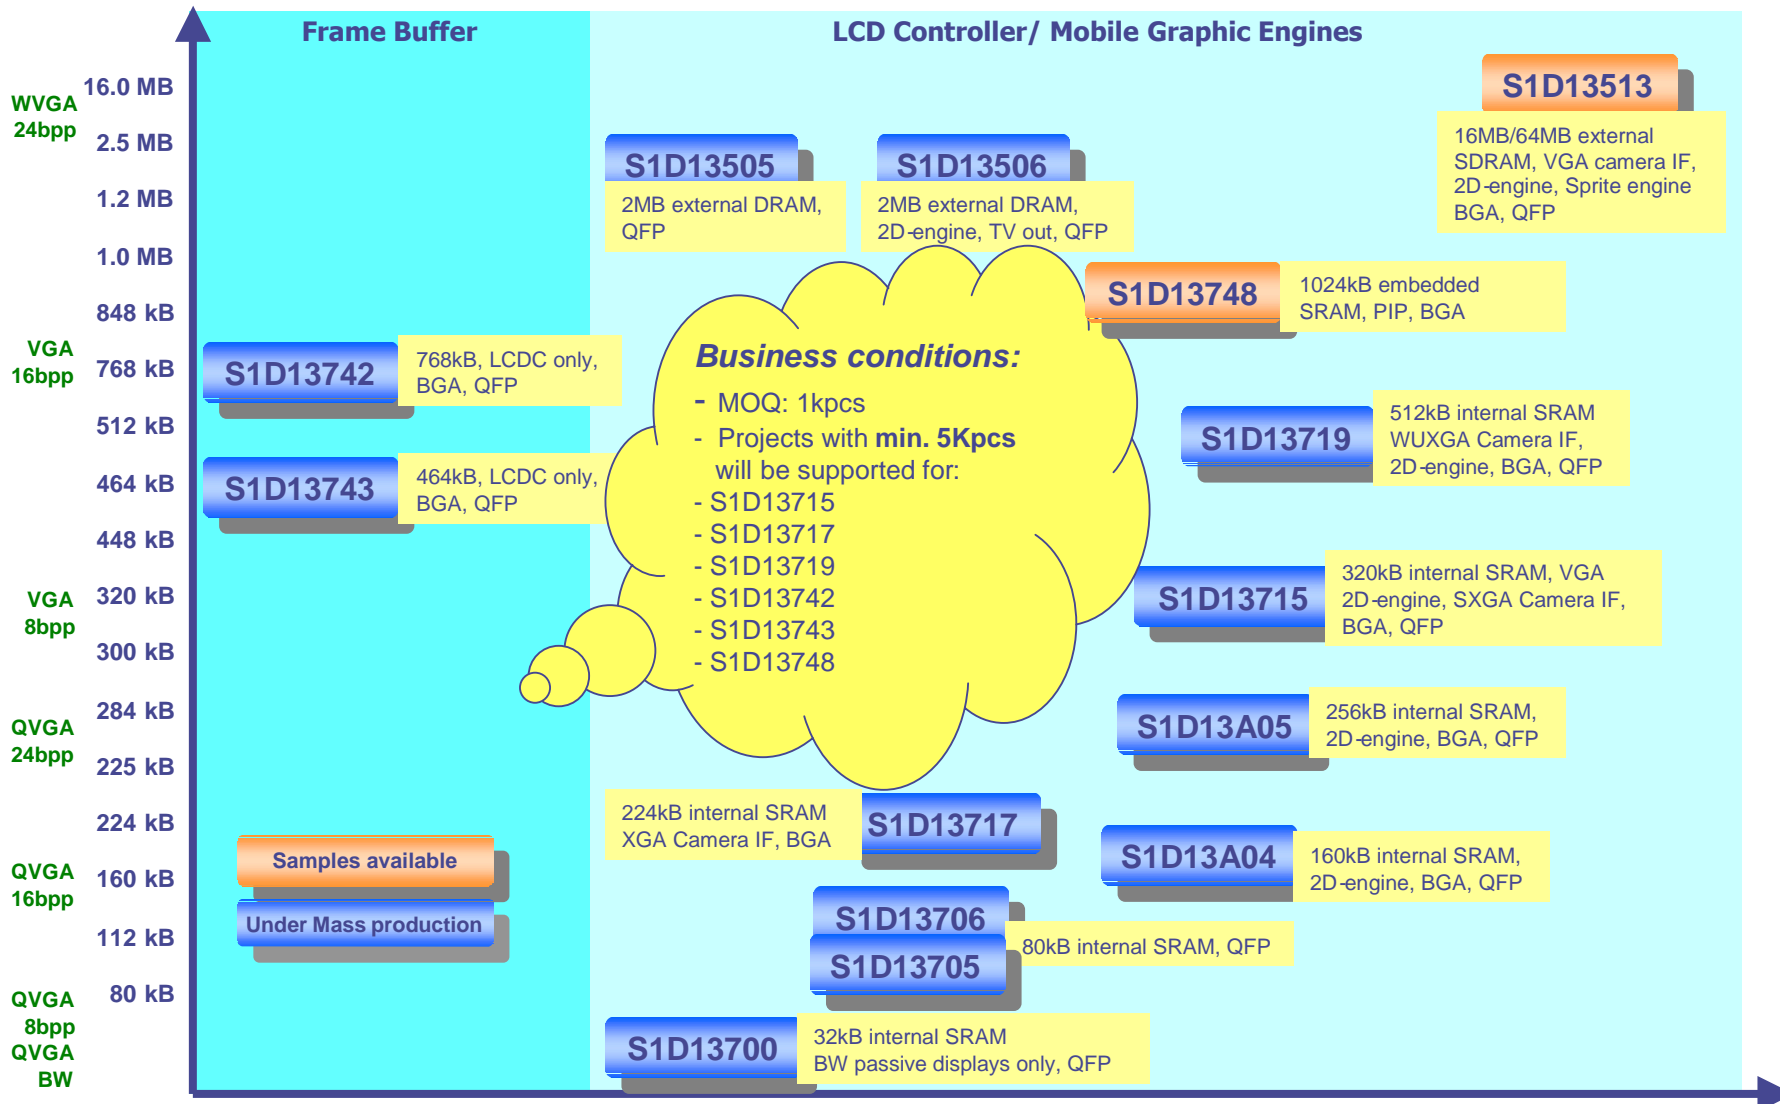 Frame Buffer
LCD Controller/ Mobile Graphic Engines
WVGA
24bpp
VGA
16bpp
VGA
8bpp
QVGA
24bpp
QVGA
16bpp
QVGA
8bpp
QVGA
BW
16.0 MB
2.5 MB
1.2 MB
1.0 MB
848 kB
768 kB
512 kB
464 kB
448 kB
320 kB
300 kB
284 kB
225 kB
224 kB
160 kB
112 kB
80 kB
S1D13513
16MB/64MB external
SDRAM, VGA camera IF,
2D-engine, Sprite engine
BGA, QFP
S1D13505
2MB external DRAM,
QFP
S1D13506
2MB external DRAM,
2D-engine, TV out, QFP
S1D13748
1024kB embedded
SRAM, PIP, BGA
S1D13742
768kB, LCDC only,
BGA, QFP
S1D13743
464kB, LCDC only,
BGA, QFP
Business conditions:
- MOQ: 1kpcs
- Projects with min. 5Kpcs
will be supported for:
- S1D13715
- S1D13717
- S1D13719
- S1D13742
- S1D13743
- S1D13748
S1D13719
512kB internal SRAM
WUXGA Camera IF,
2D-engine, BGA, QFP
S1D13715
320kB internal SRAM, VGA
2D-engine, SXGA Camera IF,
BGA, QFP
S1D13A05
256kB internal SRAM,
2D-engine, BGA, QFP
224kB internal SRAM
XGA Camera IF, BGA
S1D13717
S1D13A04
160kB internal SRAM,
2D-engine, BGA, QFP
Samples available
Under Mass production
S1D13706
S1D13705
80kB internal SRAM, QFP
S1D13700
32kB internal SRAM
BW passive displays only, QFP